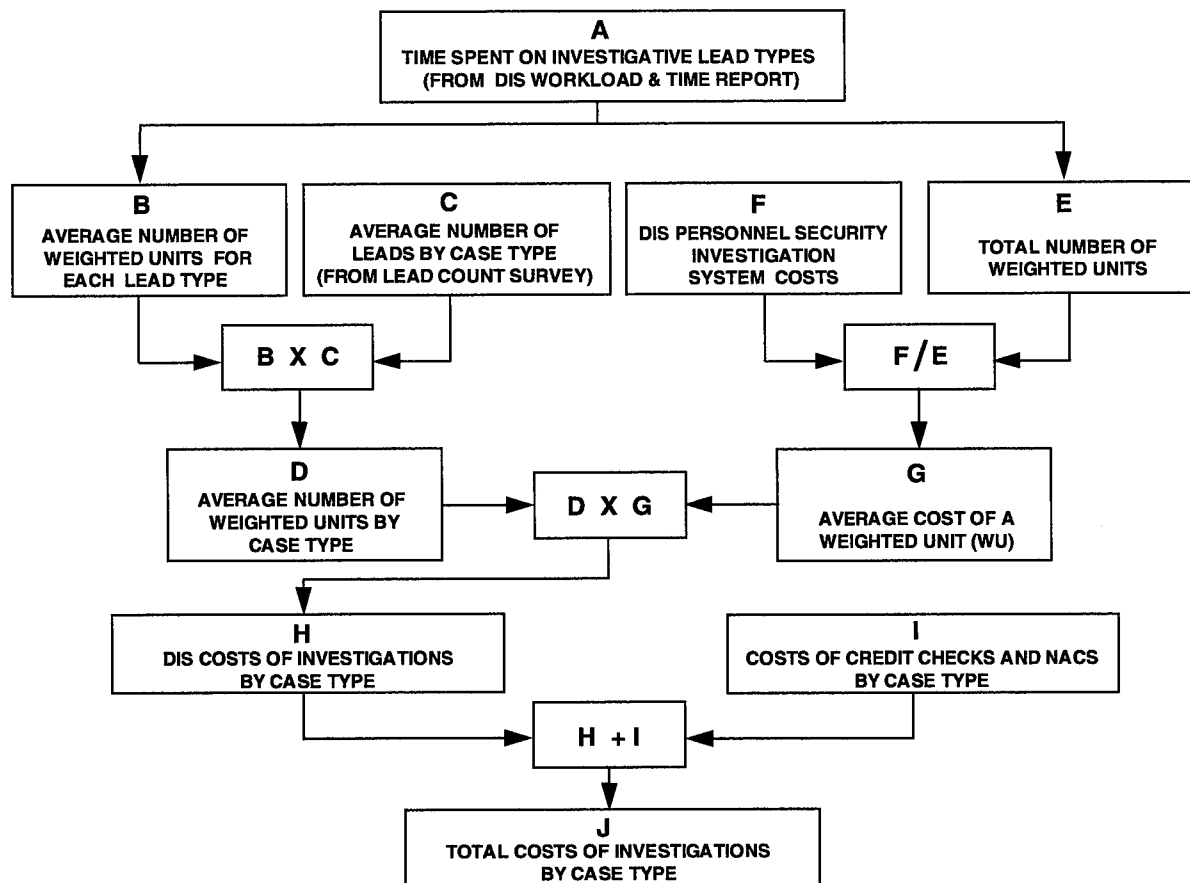 A
TIME SPENT ON INVESTIGATIVE LEAD TYPES
(FROM DIS WORKLOAD & TIME REPORT)
B
AVERAGE NUMBER OF
WEIGHTED UNITS FOR
EACH LEAD TYPE
C
AVERAGE NUMBER OF
LEADS BY CASE TYPE
(FROM LEAD COUNT SURVEY)
F
DIS PERSONNEL SECURITY
INVESTIGATION
SYSTEM COSTS
E
TOTAL NUMBER OF
WEIGHTED UNITS
B X C
F/E
D
AVERAGE NUMBER OF
WEIGHTED UNITS BY
CASE TYPE
D X G
G
AVERAGE COST OF A
WEIGHTED UNIT (WU)
H
DIS COSTS OF INVESTIGATIONS
BY CASE TYPE
I
COSTS OF CREDIT CHECKS AND NACS
BY CASE TYPE
H + I
J
TOTAL COSTS OF INVESTIGATIONS
BY CASE TYPE